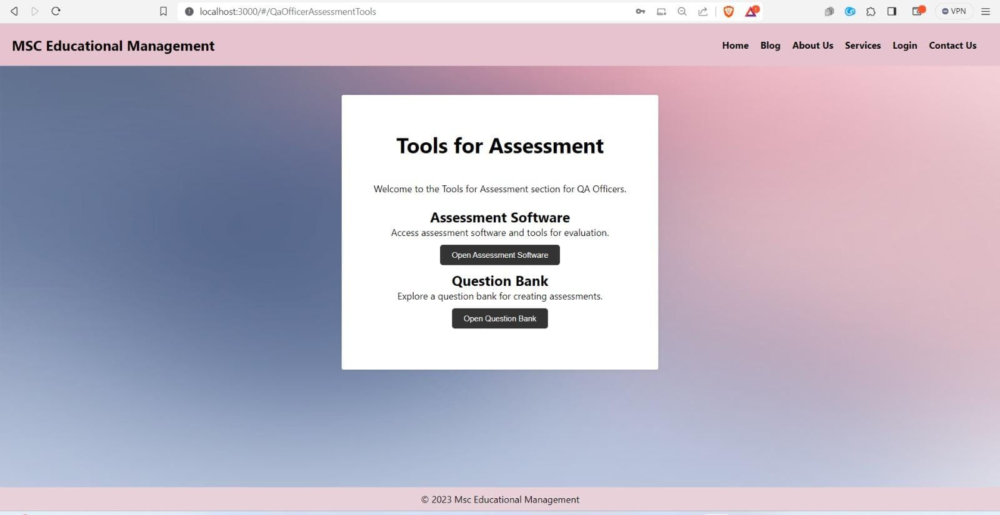 localhost:3000/#/QaOfficerAssessmentTools
1
VPN
MSC Educational Management
Home Blog About Us Services Login Contact Us
Tools for Assessment
Welcome to the Tools for Assessment section for QA Officers.
Assessment Software
Access assessment software and tools for evaluation.
Open Assessment Software
Question Bank
Explore a question bank for creating assessments.
Open Question Bank
© 2023 Msc Educational Management